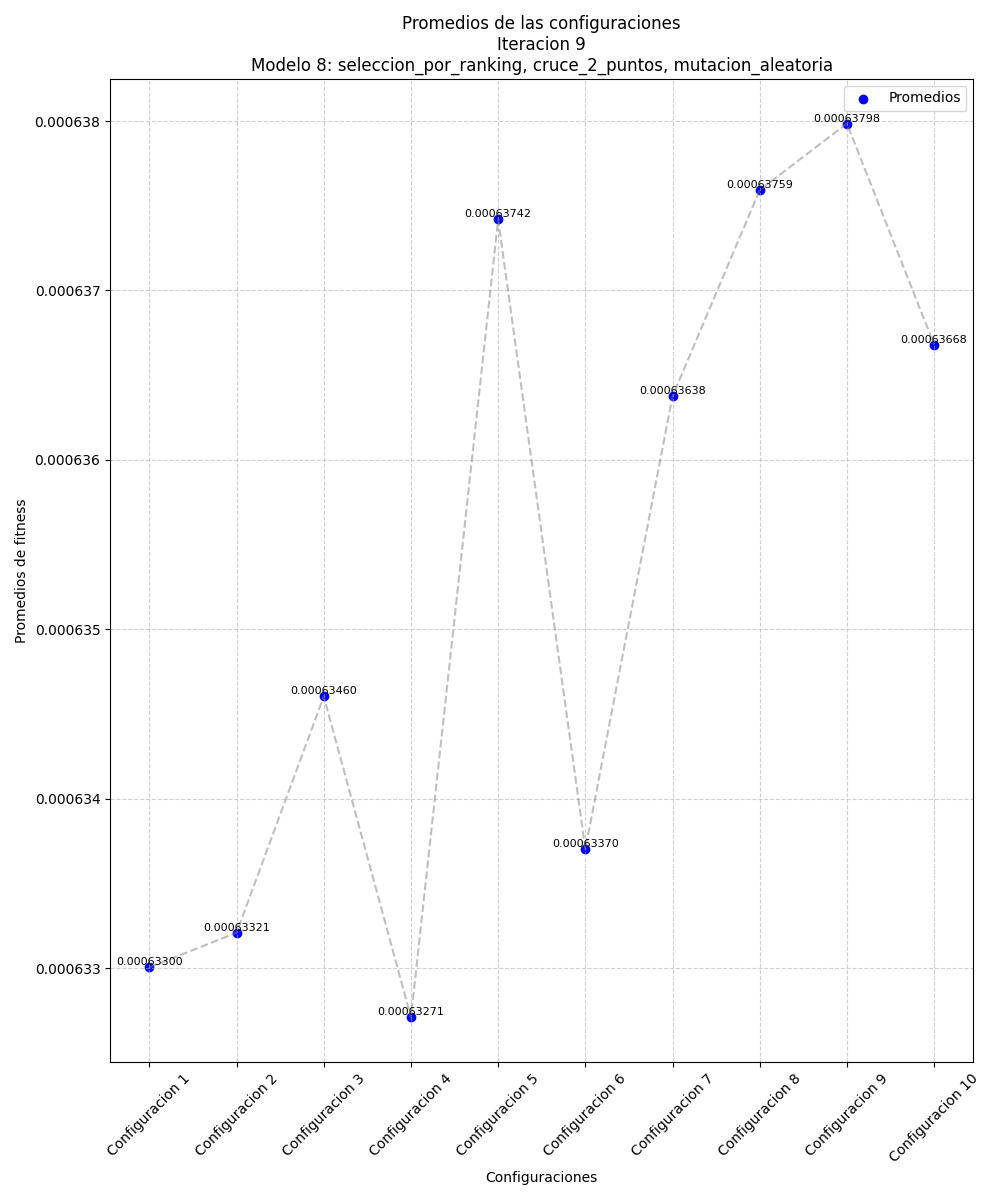 Promedios de las configuraciones
Iteracion 9
Modelo 8: seleccion_por_ranking, cruce_2_puntos, mutacion_aleatoria
Promedios
0.000638
0.000637
0.000636
0.000635
0.000634
0.000633
Promedios de fitness
0.00063300
0.00063321
0.00063460
0.00063271
0.00063742
0.00063370
0.00063638
0.00063759
0.00063798
0.00063668
Configuracion 1
Configuracion 2
Configuracion 3
Configuracion 4
Configuracion 5
Configuracion 6
Configuracion 7
Configuracion 8
Configuracion 9
Configuracion 10
Configuraciones